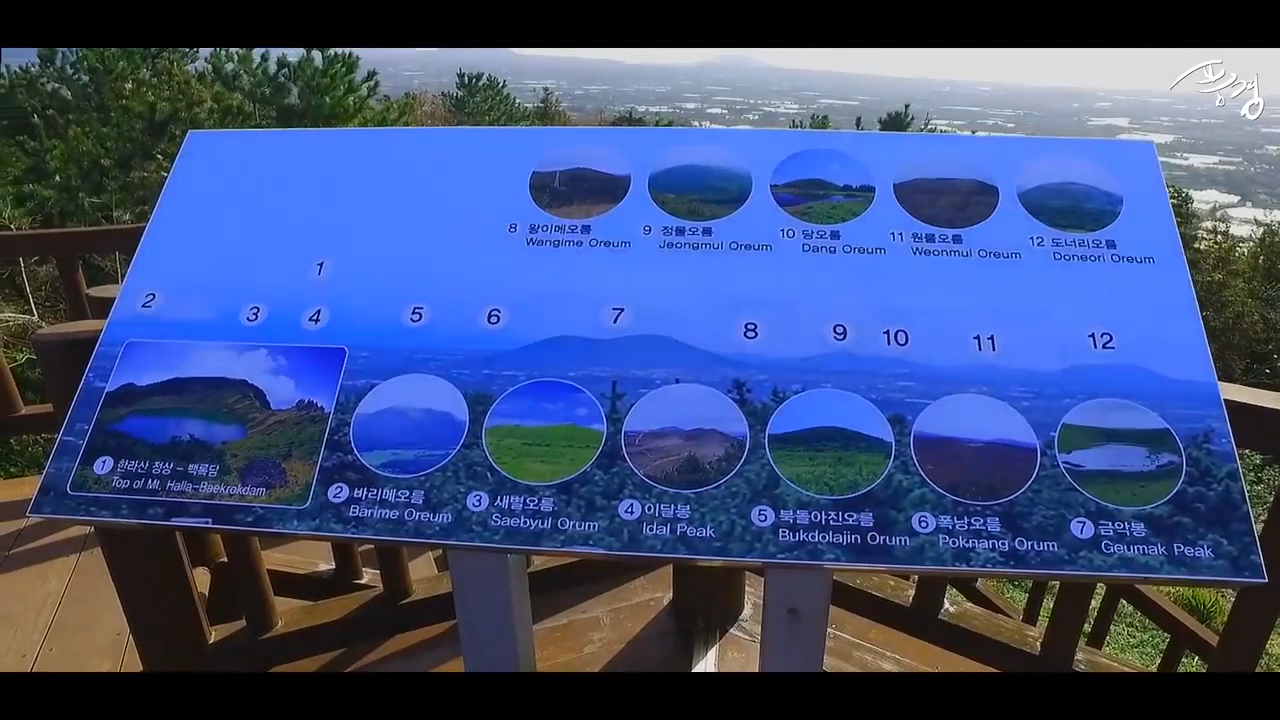 풍경
8 왕이메오름
Wangime Oreum
9 정물오름
Jeongmul Oreum
10 당오름
Dang Oreum
11 원물오름
Weonmul Oreum
12 도너리오름
Doneori Oreum
1
2
3
4
5
6
7
8
9
10
11
12
1 한라산 정상 - 백록담
Top of Mt, Halla-Baekrokdam
2 바리메오름
Barime Oreum
3 새별오름
Saebyul Orum
4 이달봉
Idal Peak
5 북돌아진오름
Bukdolajin Orum
6 폭낭오름
Poknang Orum
7 금악봉
Geumak Peak